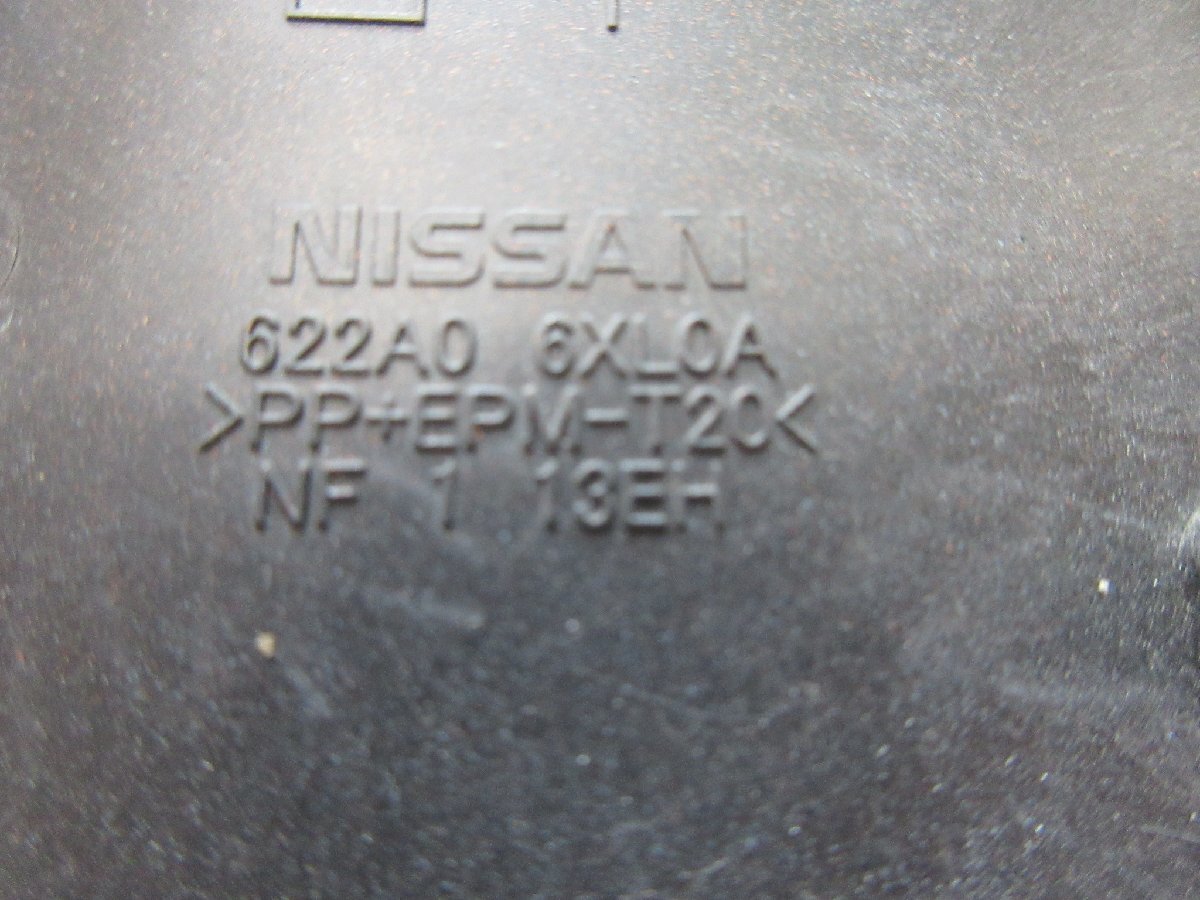 NISSAN
622A0 6XL0A
>PP+EPM-T20<
NF 1 13EH